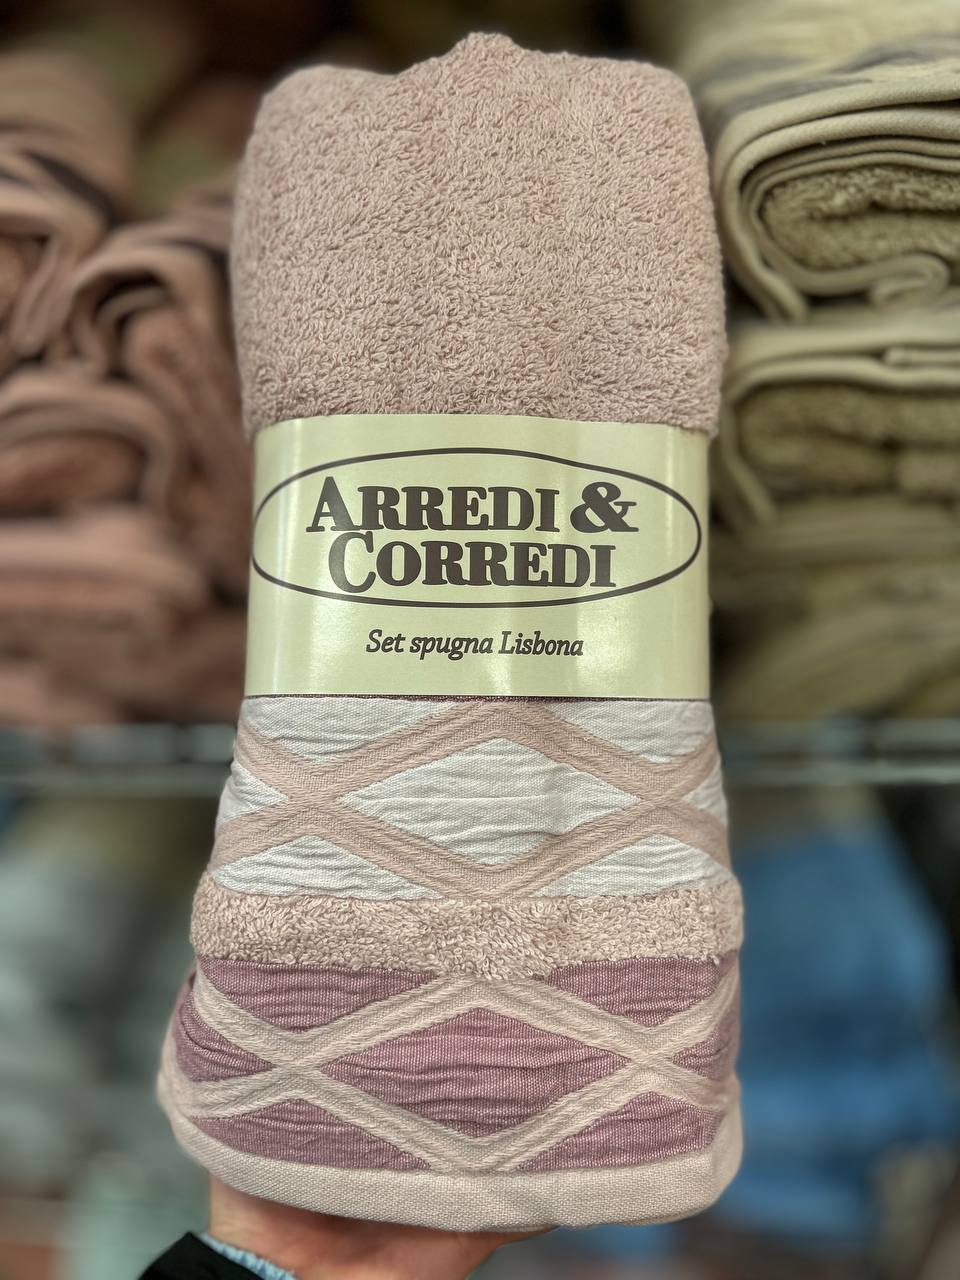 ARREDI &
CORREDI
Set spugna Lisbona